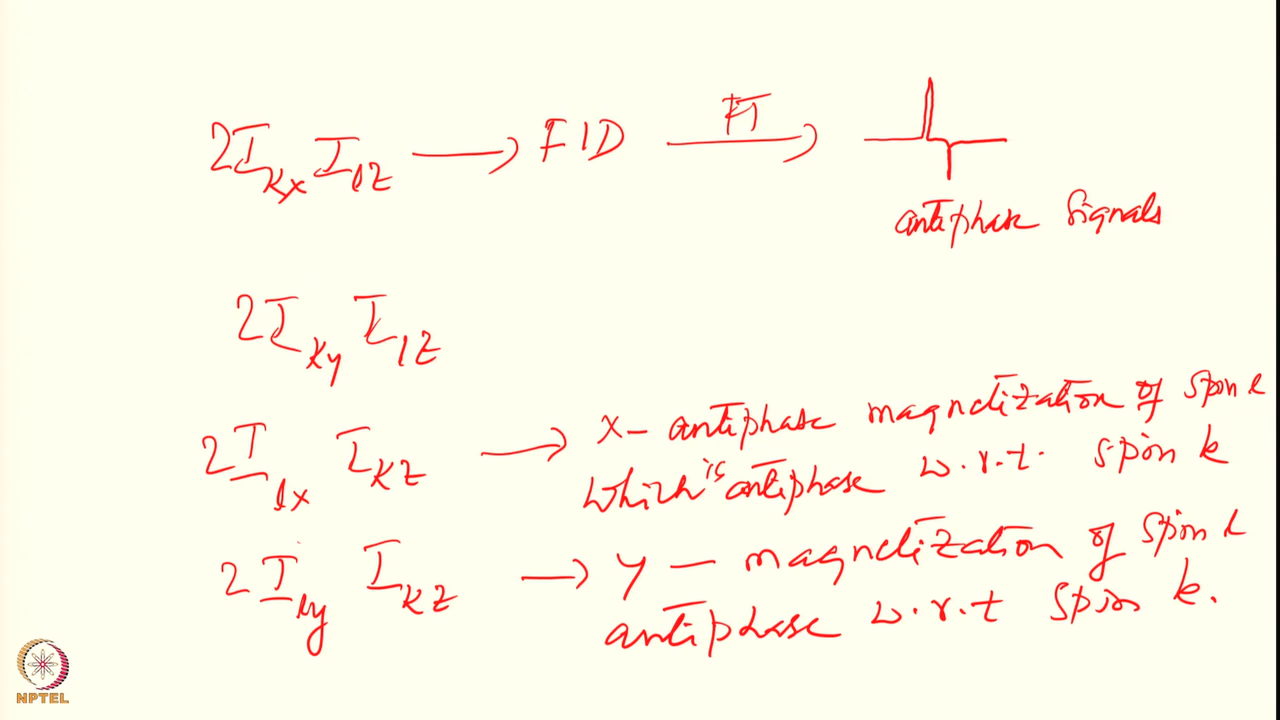 2I_kx I_lz → FID —FT→
antiphase signals
2I_ky I_lz
2I_lx I_kz → x- antiphase magnetization of spin l
which is antiphase w.r.t. spin k
2I_ly I_kz → y - magnetization of spin l
antiphase w.r.t spin k.
NPTEL